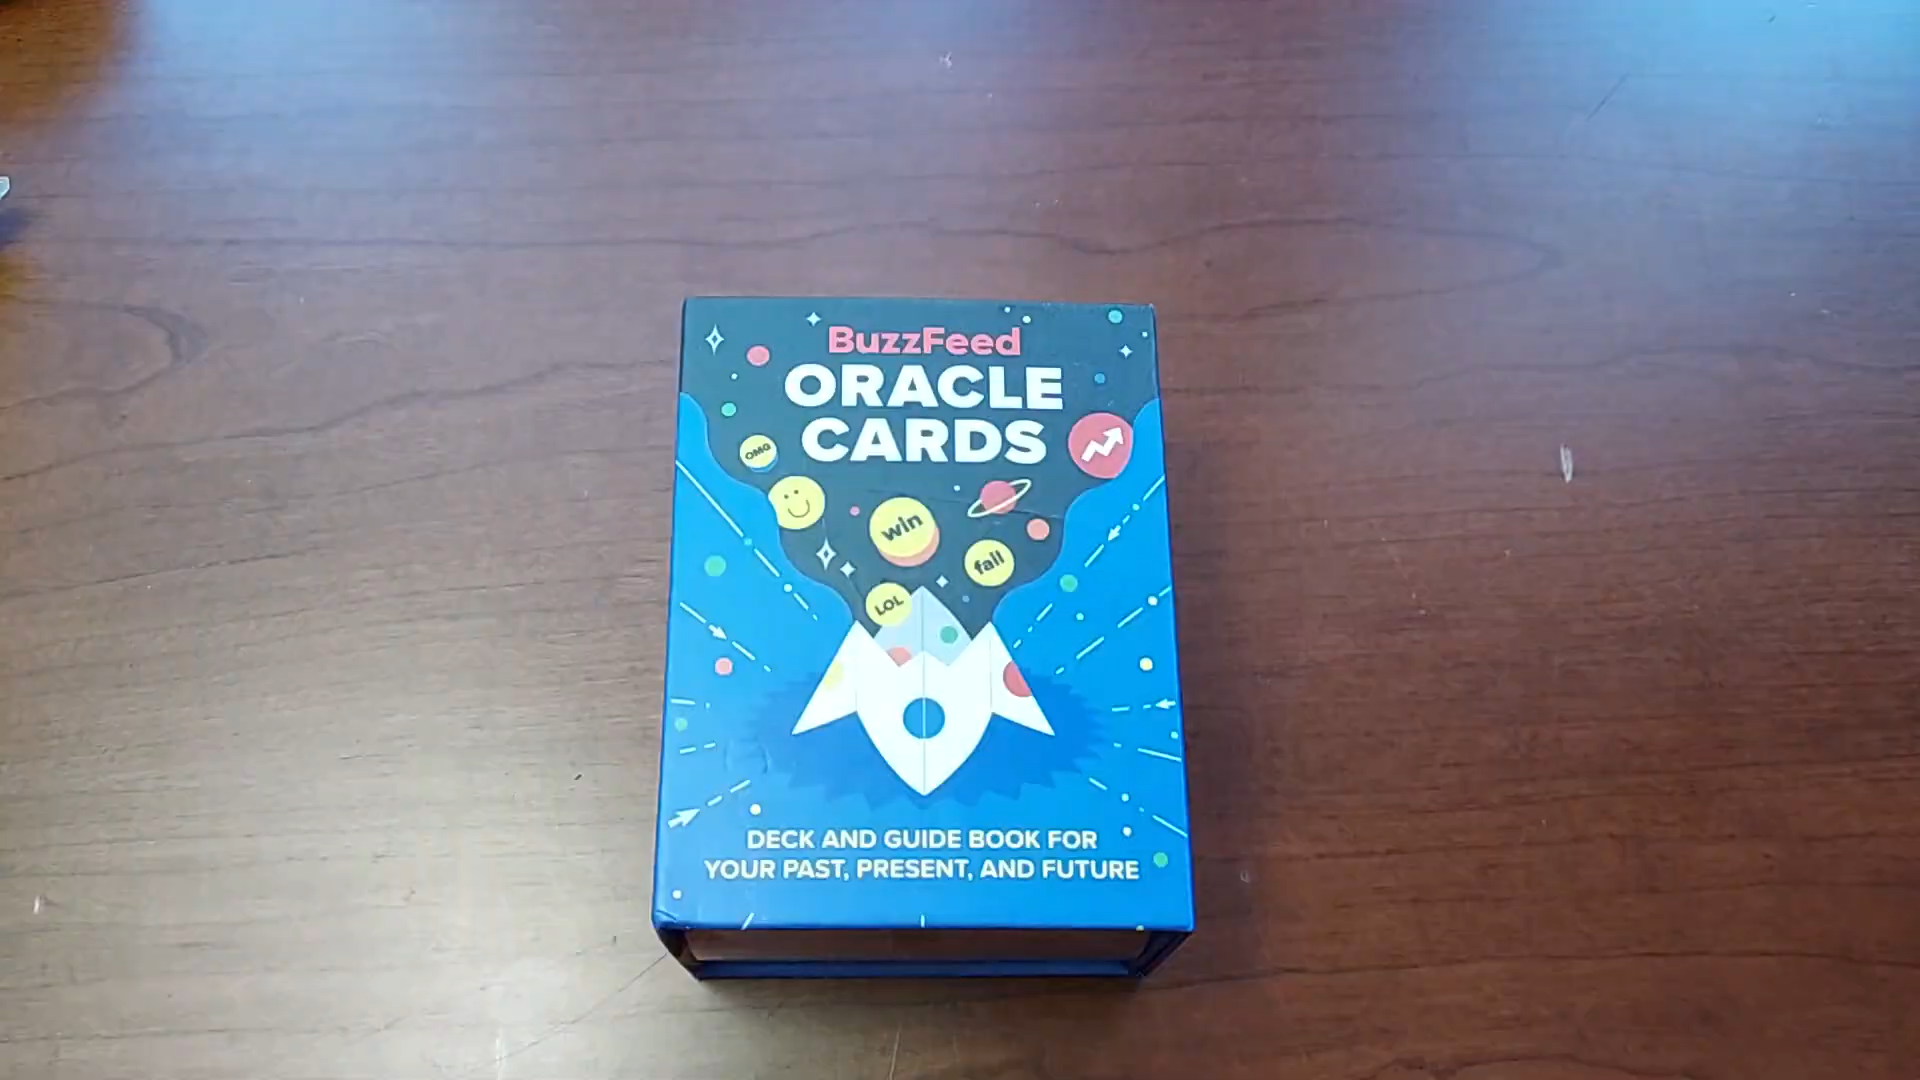 BuzzFeed
ORACLE
CARDS
OMG
win
fail
LOL
DECK AND GUIDE BOOK FOR
YOUR PAST, PRESENT, AND FUTURE